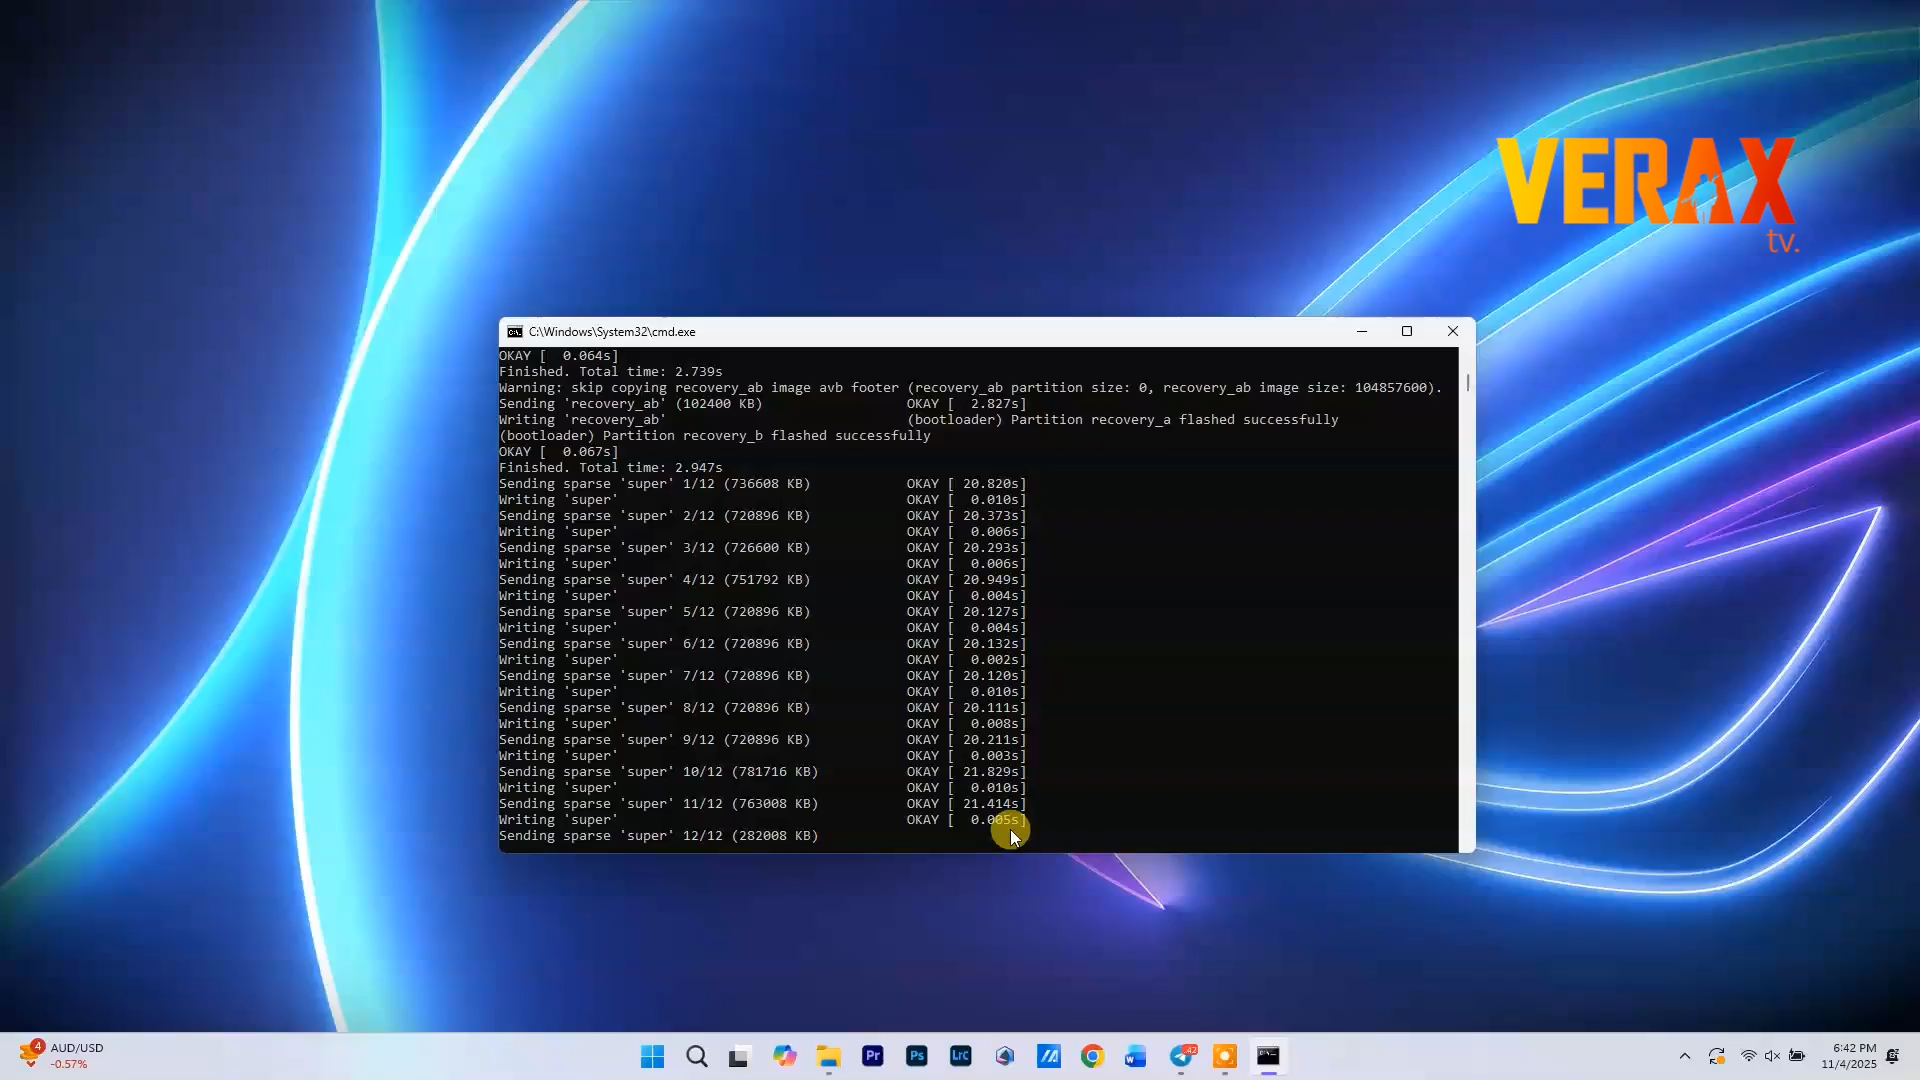 VERAX
tv.
C:\Windows\System32\cmd.exe
OKAY [  0.064s]
Finished. Total time: 2.739s
Warning: skip copying recovery_ab image avb footer (recovery_ab partition size: 0, recovery_ab image size: 104857600).
Sending 'recovery_ab' (102400 KB)                  OKAY [  2.827s]
Writing 'recovery_ab'                              (bootloader) Partition recovery_a flashed successfully
(bootloader) Partition recovery_b flashed successfully
OKAY [  0.067s]
Finished. Total time: 2.947s
Sending sparse 'super' 1/12 (736608 KB)            OKAY [ 20.820s]
Writing 'super'                                    OKAY [  0.010s]
Sending sparse 'super' 2/12 (720896 KB)            OKAY [ 20.373s]
Writing 'super'                                    OKAY [  0.006s]
Sending sparse 'super' 3/12 (726600 KB)            OKAY [ 20.293s]
Writing 'super'                                    OKAY [  0.006s]
Sending sparse 'super' 4/12 (751792 KB)            OKAY [ 20.949s]
Writing 'super'                                    OKAY [  0.004s]
Sending sparse 'super' 5/12 (720896 KB)            OKAY [ 20.127s]
Writing 'super'                                    OKAY [  0.004s]
Sending sparse 'super' 6/12 (720896 KB)            OKAY [ 20.132s]
Writing 'super'                                    OKAY [  0.002s]
Sending sparse 'super' 7/12 (720896 KB)            OKAY [ 20.120s]
Writing 'super'                                    OKAY [  0.010s]
Sending sparse 'super' 8/12 (720896 KB)            OKAY [ 20.111s]
Writing 'super'                                    OKAY [  0.008s]
Sending sparse 'super' 9/12 (720896 KB)            OKAY [ 20.211s]
Writing 'super'                                    OKAY [  0.003s]
Sending sparse 'super' 10/12 (781716 KB)           OKAY [ 21.829s]
Writing 'super'                                    OKAY [  0.010s]
Sending sparse 'super' 11/12 (763008 KB)           OKAY [ 21.414s]
Writing 'super'                                    OKAY [  0.005s]
Sending sparse 'super' 12/12 (282008 KB)
4
AUD/USD
-0.57%
Pr
Ps
LrC
W
42
6:42 PM
11/4/2025